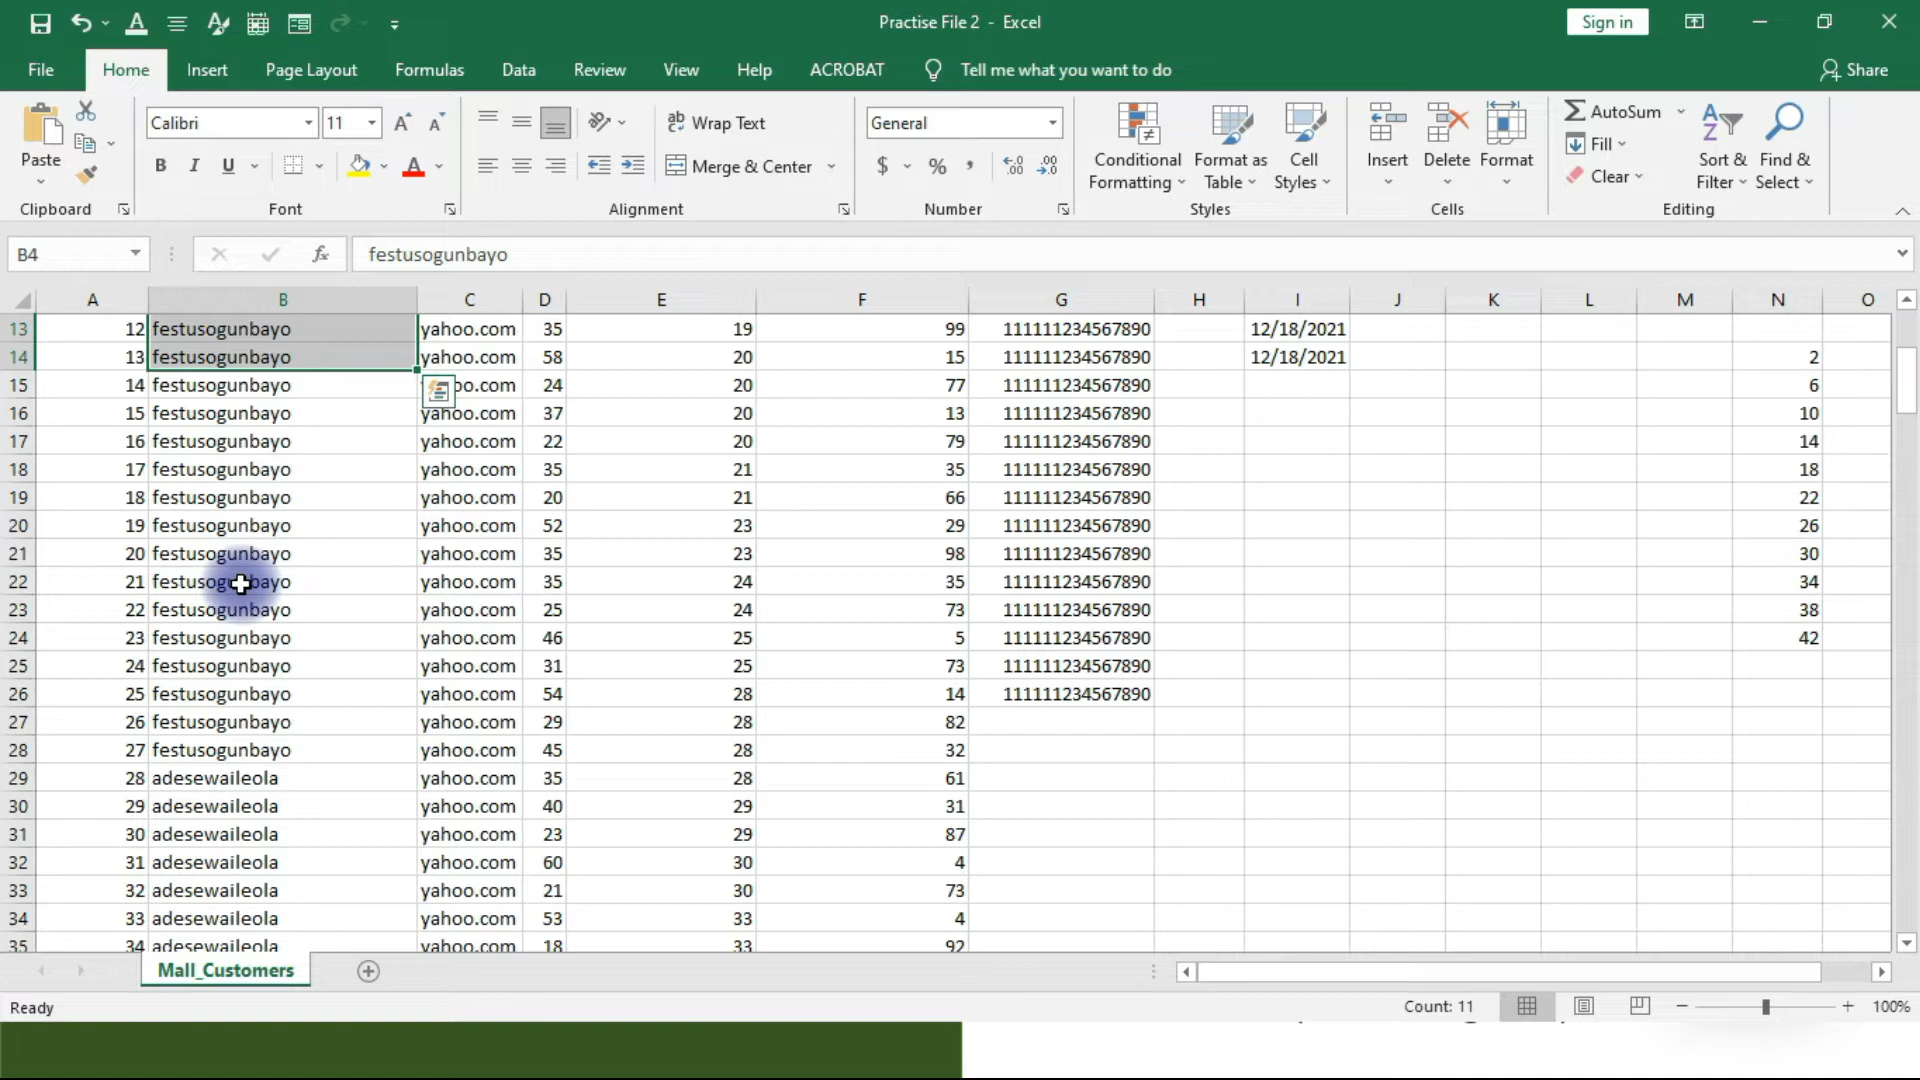 Practise File 2 - Excel
Sign in
File Home Insert Page Layout Formulas Data Review View Help ACROBAT Tell me what you want to do Share
Paste
Clipboard
Calibri 11
B I U
Font
Wrap Text
Merge & Center
Alignment
General
$ % ,
Number
Conditional Formatting
Format as Table
Cell Styles
Styles
Insert Delete Format
Cells
AutoSum
Fill
Clear
Sort & Filter
Find & Select
Editing
B4 fx festusogunbayo
A B C D E F G H I J K L M N O
13 12 festusogunbayo yahoo.com 35 19 99 111111234567890 12/18/2021
14 13 festusogunbayo yahoo.com 58 20 15 111111234567890 12/18/2021 2
15 14 festusogunbayo oo.com 24 20 77 111111234567890 6
16 15 festusogunbayo yahoo.com 37 20 13 111111234567890 10
17 16 festusogunbayo yahoo.com 22 20 79 111111234567890 14
18 17 festusogunbayo yahoo.com 35 21 35 111111234567890 18
19 18 festusogunbayo yahoo.com 20 21 66 111111234567890 22
20 19 festusogunbayo yahoo.com 52 23 29 111111234567890 26
21 20 festusogunbayo yahoo.com 35 23 98 111111234567890 30
22 21 festusogunbayo yahoo.com 35 24 35 111111234567890 34
23 22 festusogunbayo yahoo.com 25 24 73 111111234567890 38
24 23 festusogunbayo yahoo.com 46 25 5 111111234567890 42
25 24 festusogunbayo yahoo.com 31 25 73 111111234567890
26 25 festusogunbayo yahoo.com 54 28 14 111111234567890
27 26 festusogunbayo yahoo.com 29 28 82
28 27 festusogunbayo yahoo.com 45 28 32
29 28 adesewaileola yahoo.com 35 28 61
30 29 adesewaileola yahoo.com 40 29 31
31 30 adesewaileola yahoo.com 23 29 87
32 31 adesewaileola yahoo.com 60 30 4
33 32 adesewaileola yahoo.com 21 30 73
34 33 adesewaileola yahoo.com 53 33 4
35 34 adesewaileola yahoo.com 18 33 92
Mall_Customers
Ready Count: 11 100%